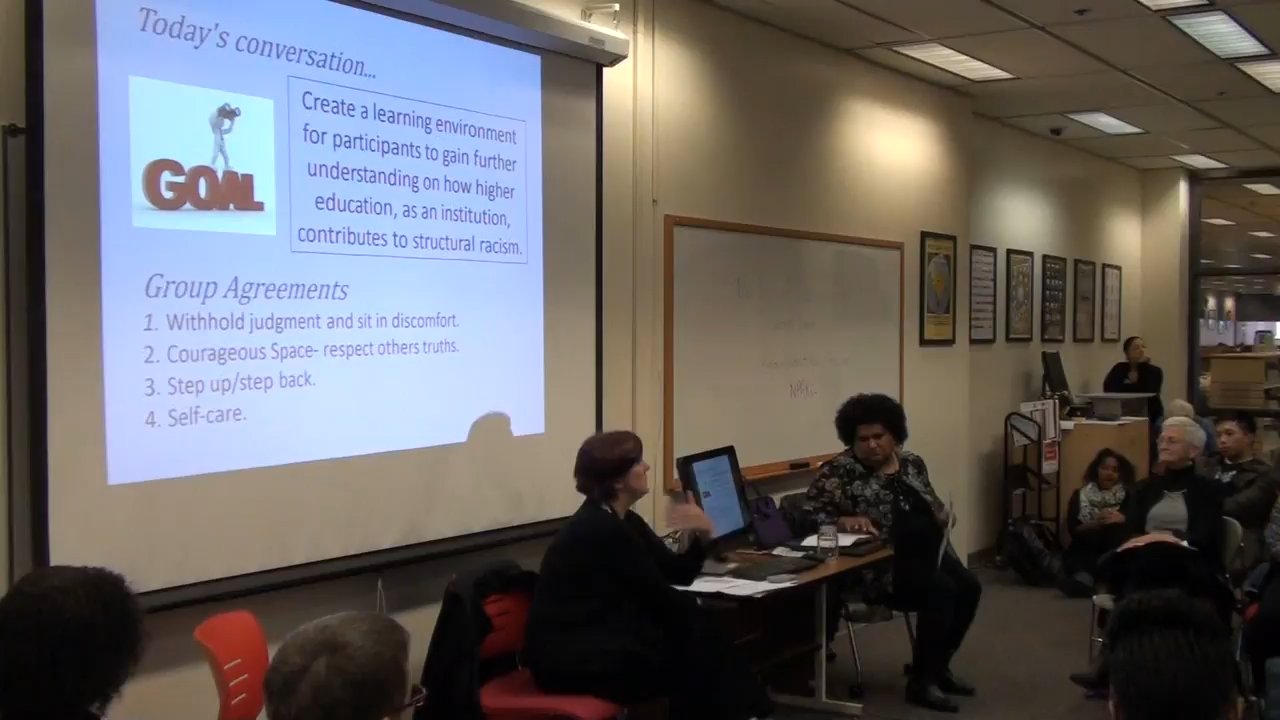 Today's conversation...
GOAL
Create a learning environment
for participants to gain further
understanding on how higher
education, as an institution,
contributes to structural racism.
Group Agreements
1. Withhold judgment and sit in discomfort.
2. Courageous Space- respect others truths.
3. Step up/step back.
4. Self-care.